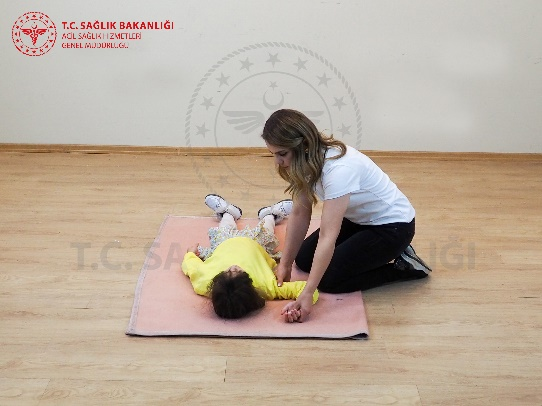 T.C. SAĞLIK BAKANLIĞI
ACİL SAĞLIK HİZMETLERİ
GENEL MÜDÜRLÜĞÜ